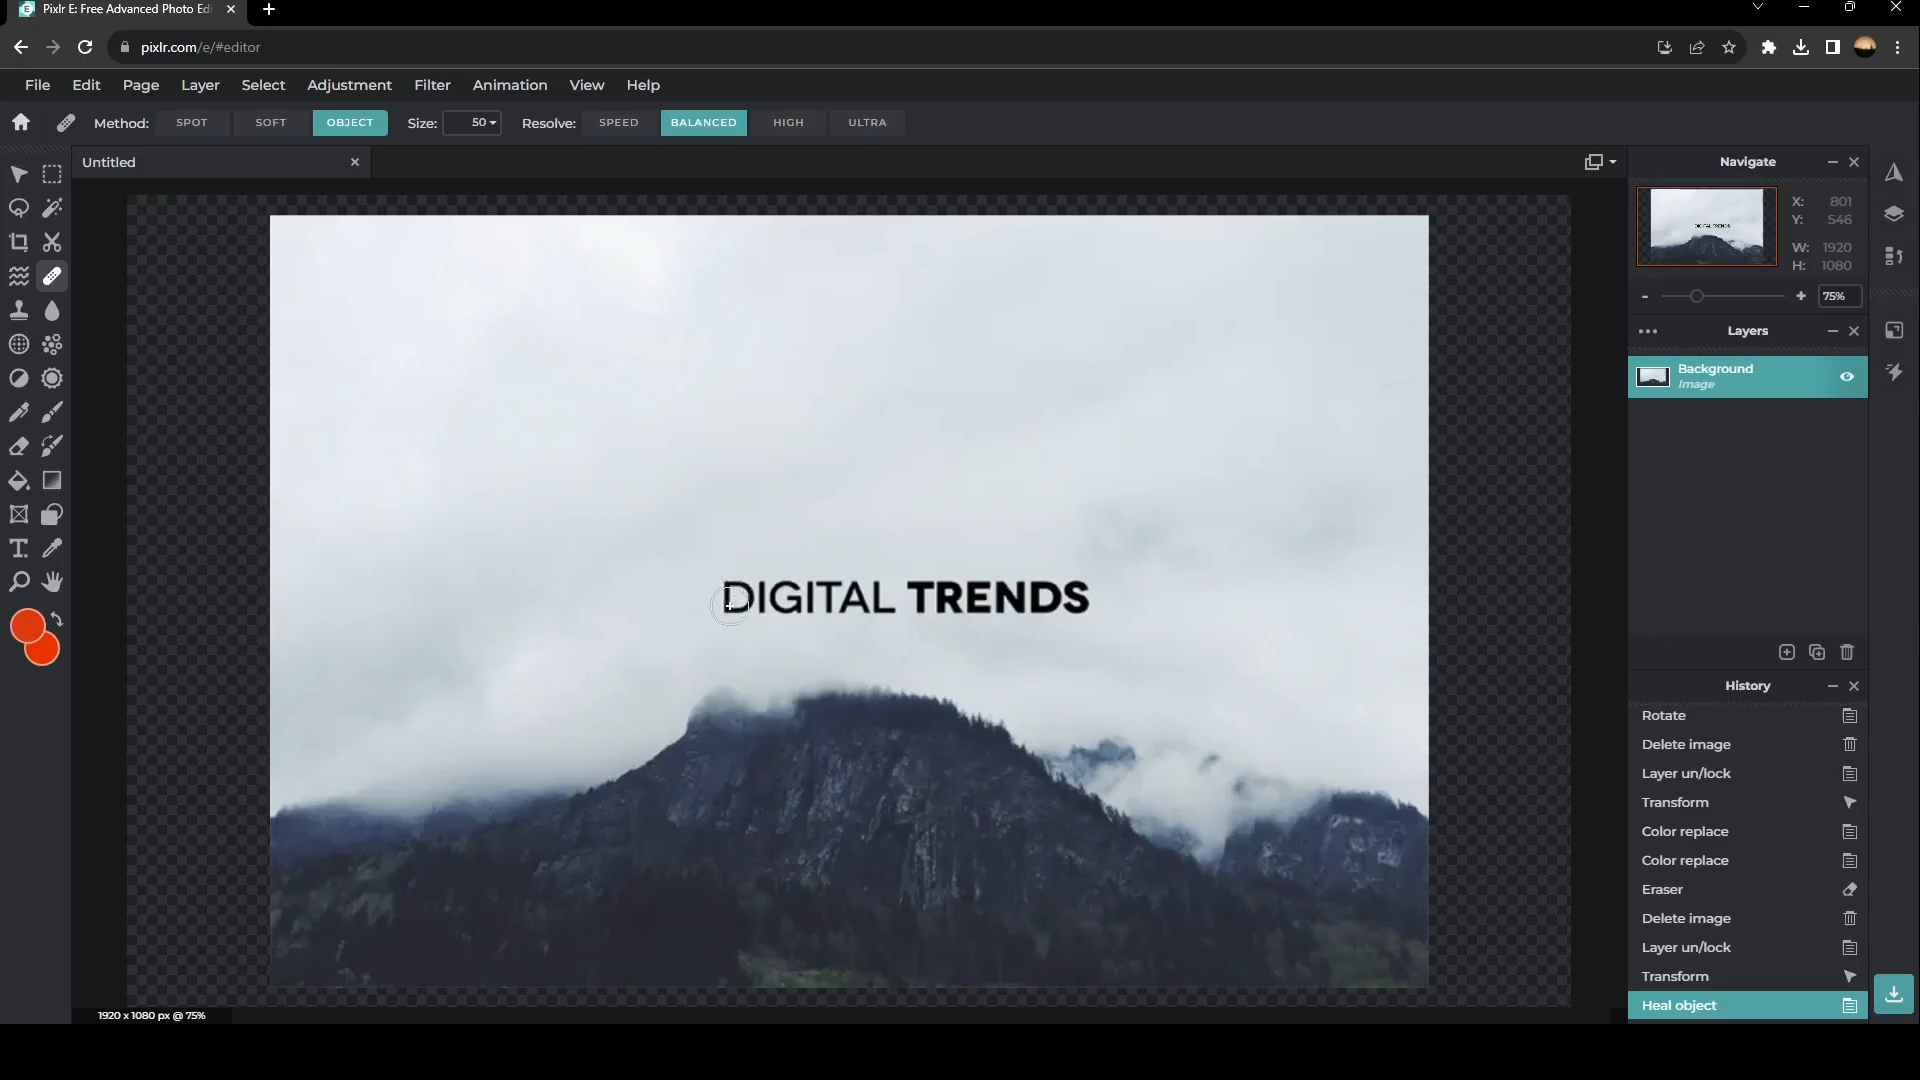 Pixlr E: Free Advanced Photo Edi
pixlr.com/e/#editor
File Edit Page Layer Select Adjustment Filter Animation View Help
Method: SPOT SOFT OBJECT Size: 50 Resolve: SPEED BALANCED HIGH ULTRA
Untitled
DIGITAL TRENDS
1920 x 1080 px @ 75%
Navigate
DIGITAL TRENDS
X: 801
Y: 546
W: 1920
H: 1080
75%
Layers
Background
Image
History
Rotate
Delete image
Layer un/lock
Transform
Color replace
Color replace
Eraser
Delete image
Layer un/lock
Transform
Heal object